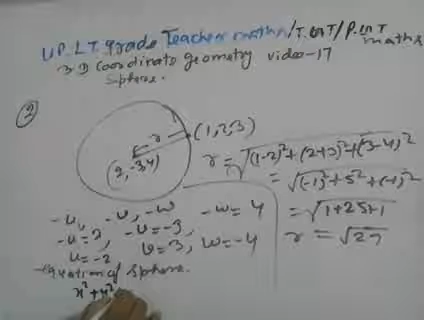 U.P. L.T. grade Teacher maths/T.GT/P.GT maths
3D coordinate geometry video-17
Sphere.
②
r (1,2,3)
(2,-3,4)
r = √(1-2)²+(2+3)²+(3-4)²
= √(-1)²+5²+(-1)²
= √1+25+1
r = √27
-u, -v, -w
-u=2, -v=-3, -w=4
u=-2 v=3, w=-4
Equation of Sphere.
x²+y²